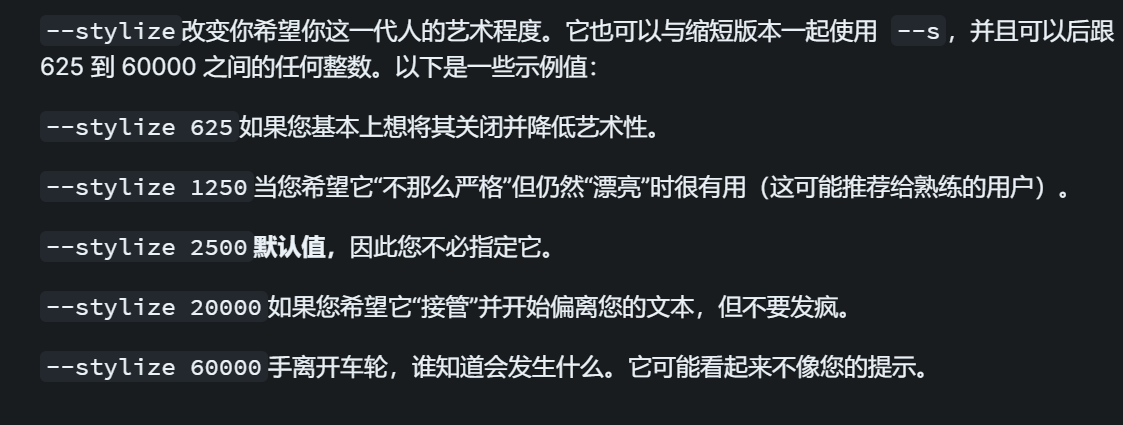 --stylize改变你希望你这一代人的艺术程度。它也可以与缩短版本一起使用 --s，并且可以后跟
625 到 60000 之间的任何整数。以下是一些示例值：
--stylize 625如果您基本上想将其关闭并降低艺术性。
--stylize 1250当您希望它“不那么严格”但仍然“漂亮”时很有用（这可能推荐给熟练的用户）。
--stylize 2500默认值，因此您不必指定它。
--stylize 20000如果您希望它“接管”并开始偏离您的文本，但不要发疯。
--stylize 60000手离开车轮，谁知道会发生什么。它可能看起来不像您的提示。